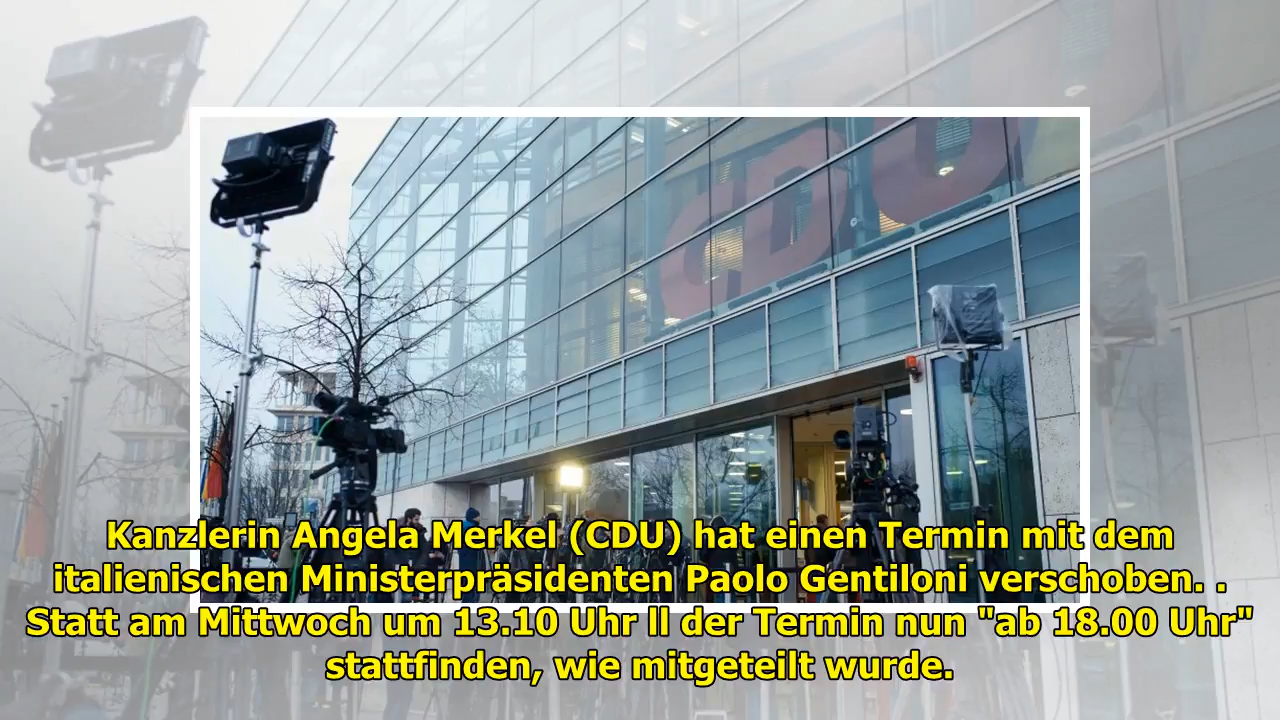 CDU
Kanzlerin Angela Merkel (CDU) hat einen Termin mit dem
italienischen Ministerpräsidenten Paolo Gentiloni verschoben. .
Statt am Mittwoch um 13.10 Uhr ll der Termin nun "ab 18.00 Uhr"
stattfinden, wie mitgeteilt wurde.